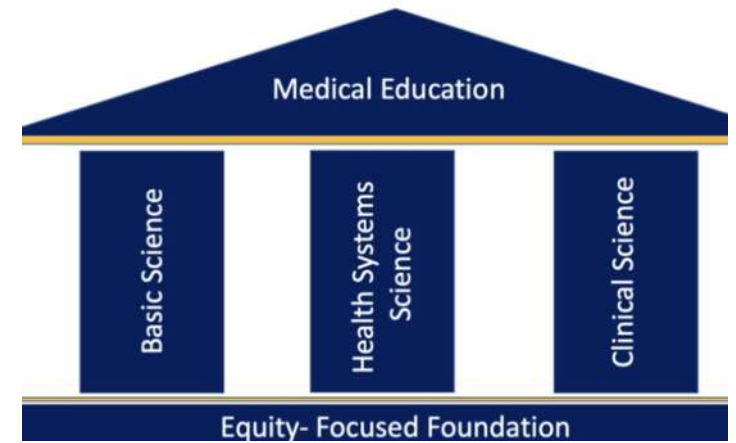 Medical Education
Basic Science
Health Systems
Science
Clinical Science
Equity- Focused Foundation